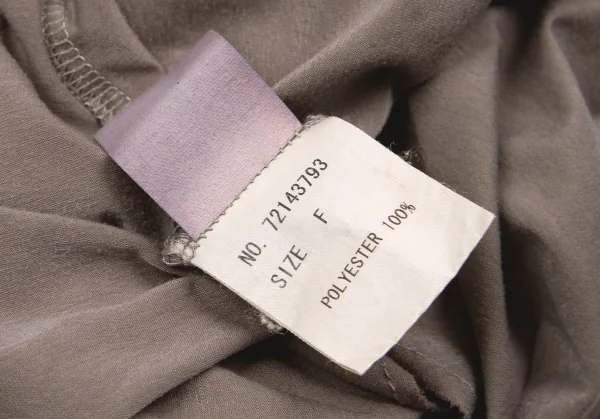 NO. 72143793
SIZE F
POLYESTER 100%